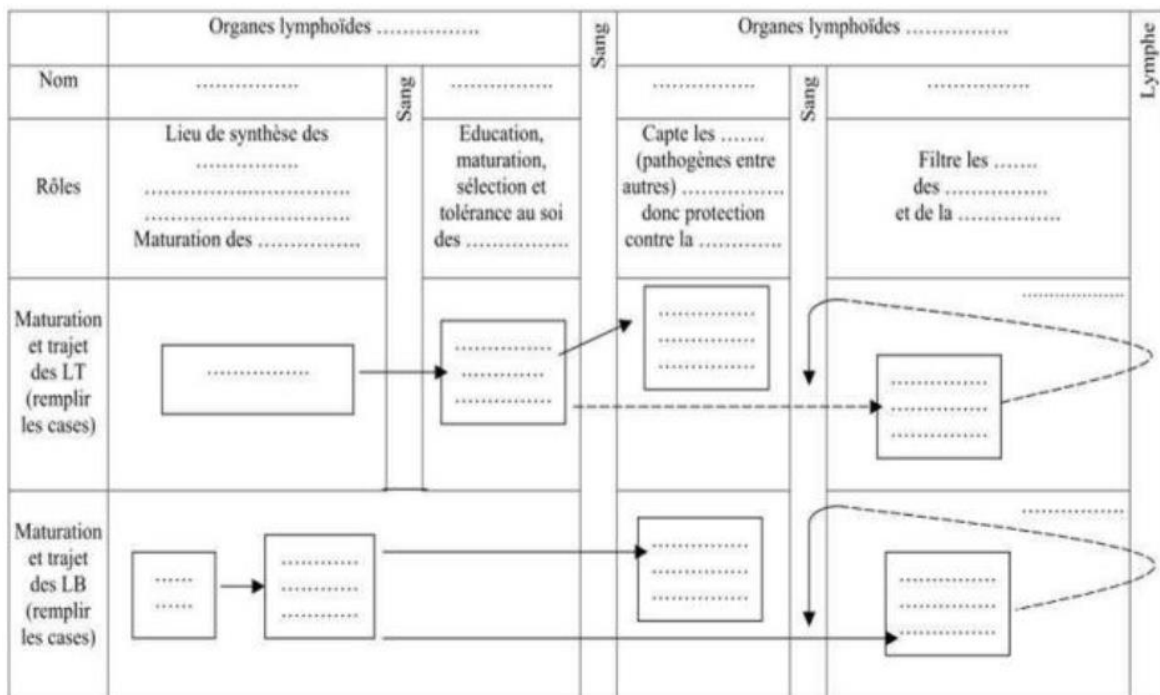 Organes lymphoïdes ................
Sang
Organes lymphoïdes ................
Lymphe
Nom
...............
Sang
...............
...............
Sang
...............
Rôles
Lieu de synthèse des
...............
..............................
..............................
Maturation des ................
Education,
maturation,
sélection et
tolérance au soi
des ................
Capte les .......
(pathogènes entre
autres) ................
donc protection
contre la .............
Filtre les .......
des ................
et de la ................
Maturation
et trajet
des LT
(remplir
les cases)
................
...............
...............
...............
...............
...............
...............
................
...............
...............
...............
Maturation
et trajet
des LB
(remplir
les cases)
......
......
...............
...............
...............
...............
...............
...............
................
...............
...............
...............